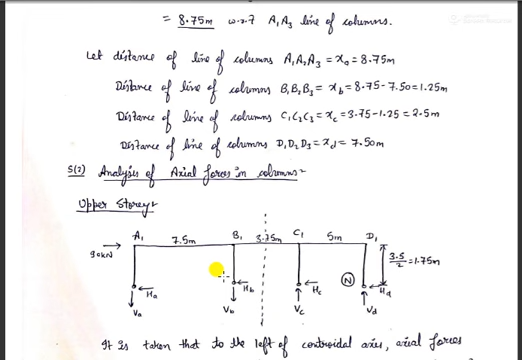 = 8.75m w.r.t A1A3 line of columns.
Let distance of line of columns A1A2A3 = xa = 8.75m
Distance of line of columns B1B2B3 = xb = 8.75-7.50=1.25m
Distance of line of columns C1C2C3 = xc = 3.75-1.25 = 2.5m
Distance of line of columns D1D2D3 = xd = 7.50m
S(2) Analysis of Axial forces in columns:-
Upper Storey:-
A1 7.5m B1 3.75m C1 5m D1
90kN
3.5/2 = 1.75m
Ha Hb Hc N Hd
Va Vb Vc Vd
It is taken that to the left of centroidal axis, axial forces